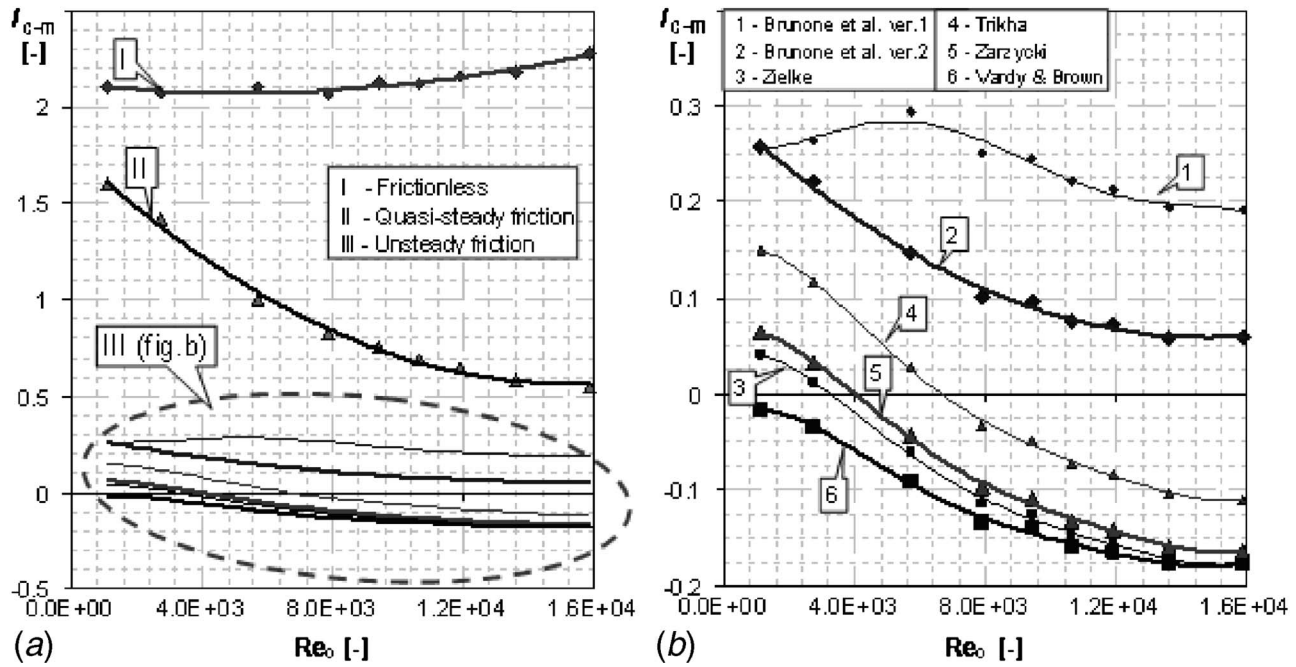 I c–m
[-]
2
1.5
1
0.5
0
-0.5
0.0E+00
4.0E+03
8.0E+03
1.2E+04
1.6E+04
Re₀ [-]
(a)
I
II
I - Frictionless
II - Quasi-steady friction
III - Unsteady friction
III (fig.b)
I c–m
[-]
1 - Brunone et al. ver.1
2 - Brunone et al. ver.2
3 - Zielke
4 - Trikha
5 - Zarzycki
6 - Vardy & Brown
0.3
0.2
0.1
0
-0.1
-0.2
0.0E+00
4.0E+03
8.0E+03
1.2E+04
1.6E+04
Re₀ [-]
(b)
1
2
4
3
5
6